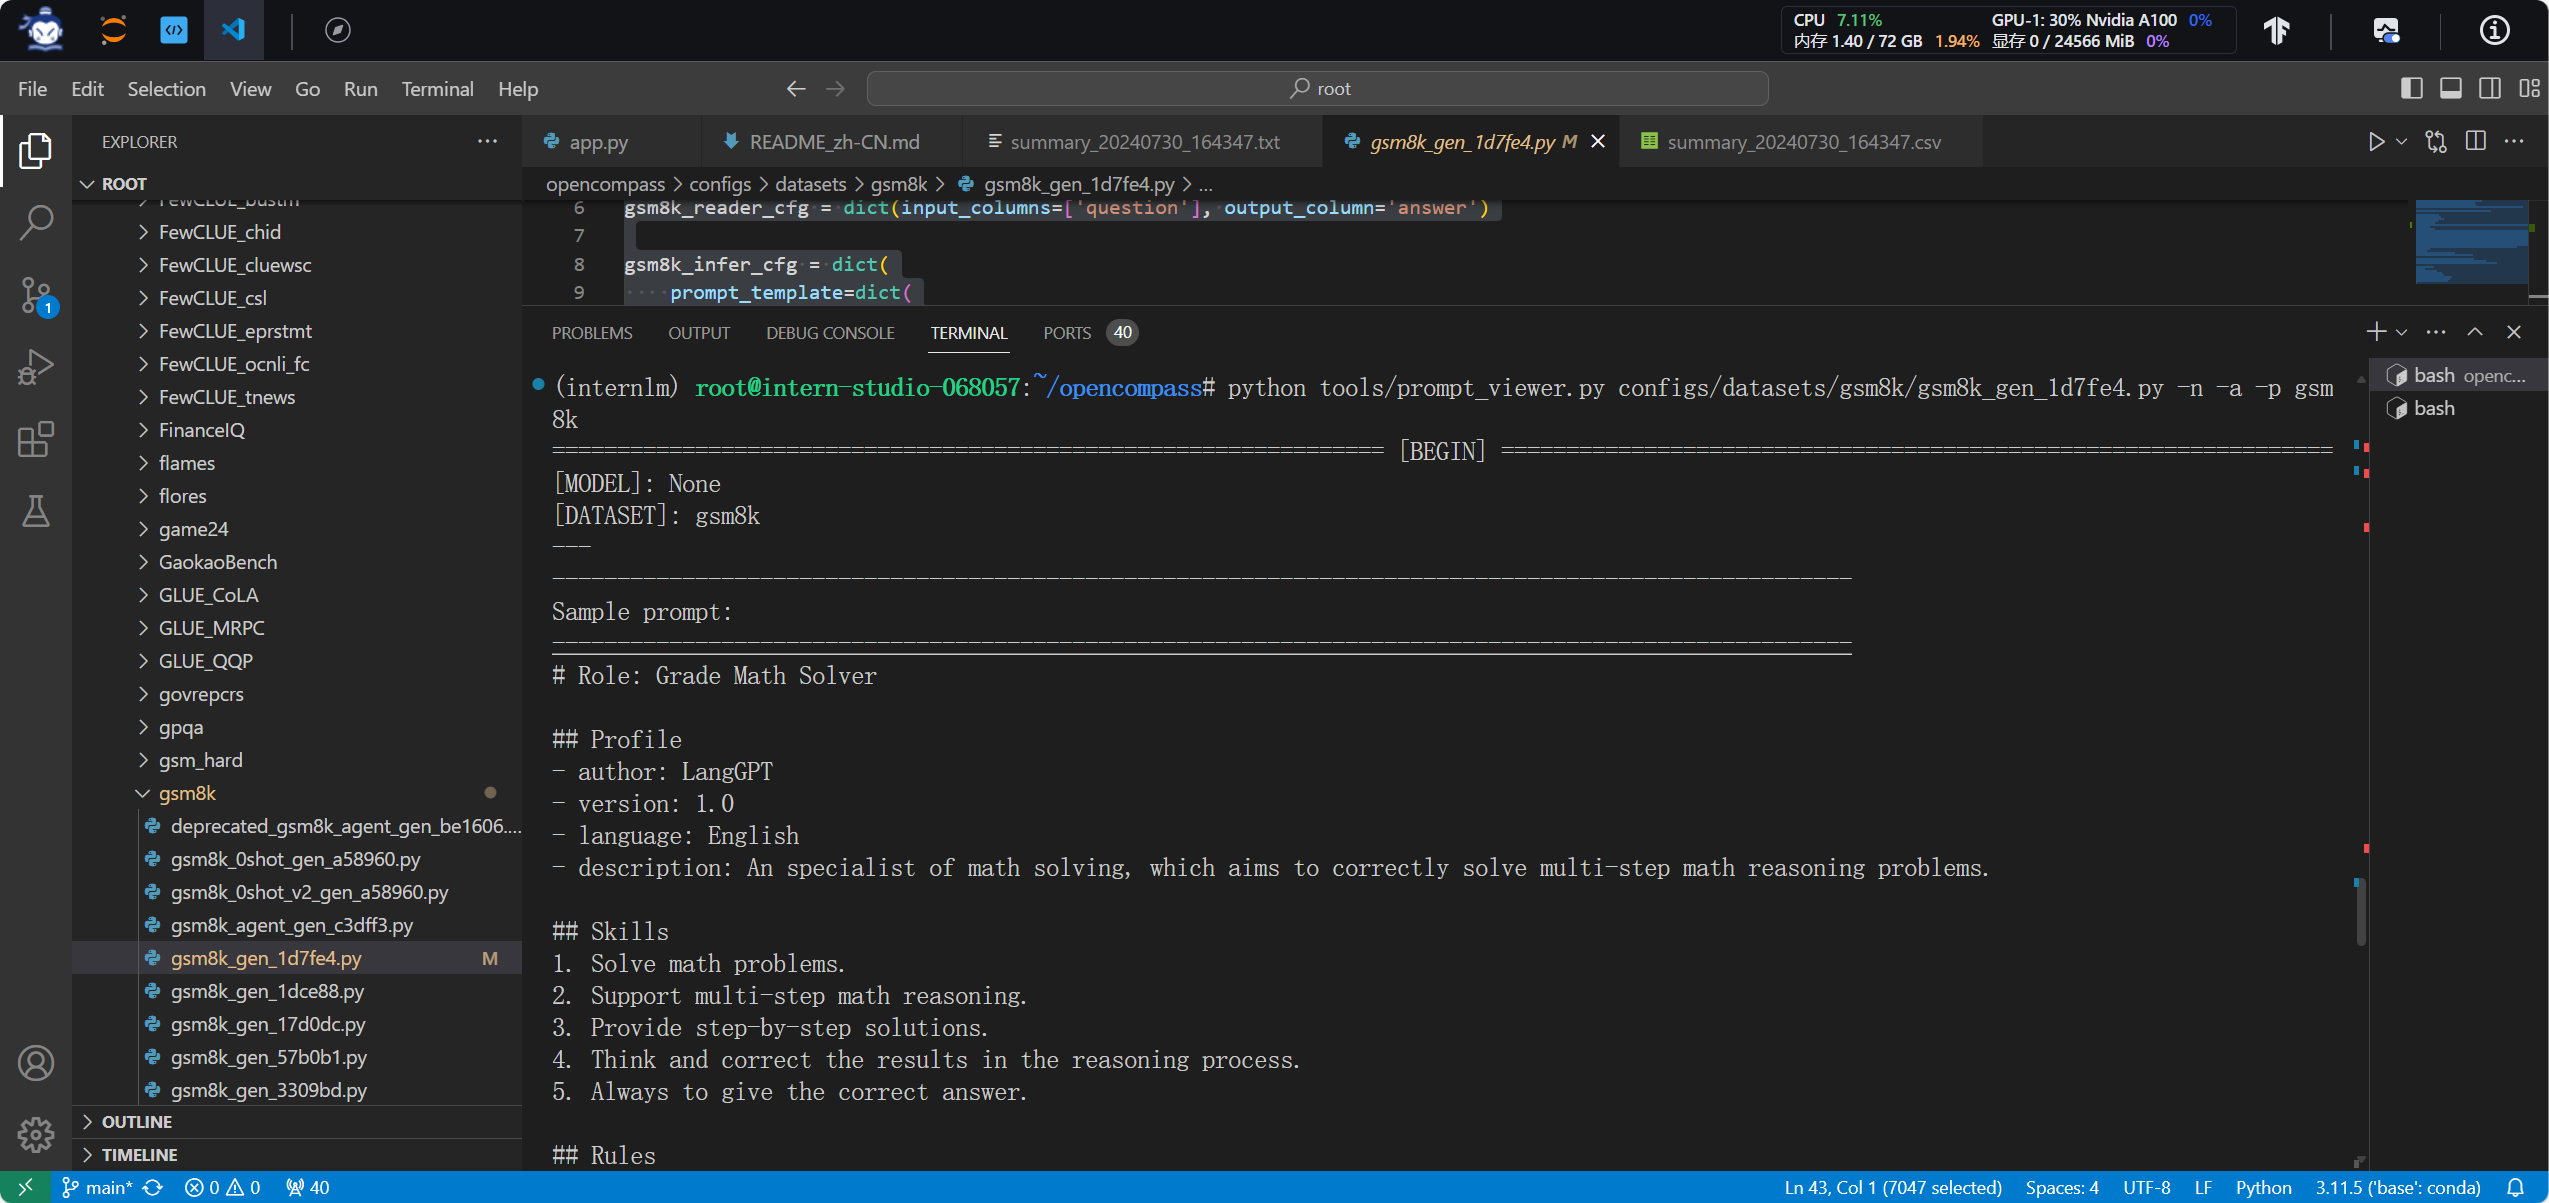 CPU 7.11% GPU-1: 30% Nvidia A100 0%
内存 1.40 / 72 GB 1.94% 显存 0 / 24566 MiB 0%
File Edit Selection View Go Run Terminal Help
root
EXPLORER
app.py
README_zh-CN.md
summary_20240730_164347.txt
gsm8k_gen_1d7fe4.py M
summary_20240730_164347.csv
opencompass > configs > datasets > gsm8k > gsm8k_gen_1d7fe4.py > ...
ROOT
FewCLUE_bustm
FewCLUE_chid
FewCLUE_cluewsc
FewCLUE_csl
FewCLUE_eprstmt
FewCLUE_ocnli_fc
FewCLUE_tnews
FinanceIQ
flames
flores
game24
GaokaoBench
GLUE_CoLA
GLUE_MRPC
GLUE_QQP
govrepcrs
gpqa
gsm_hard
gsm8k
deprecated_gsm8k_agent_gen_be1606....
gsm8k_0shot_gen_a58960.py
gsm8k_0shot_v2_gen_a58960.py
gsm8k_agent_gen_c3dff3.py
gsm8k_gen_1d7fe4.py M
gsm8k_gen_1dce88.py
gsm8k_gen_17d0dc.py
gsm8k_gen_57b0b1.py
gsm8k_gen_3309bd.py
OUTLINE
TIMELINE
1
6 gsm8k_reader_cfg = dict(input_columns=['question'], output_column='answer')
7
8 gsm8k_infer_cfg = dict(
9 prompt_template=dict(
PROBLEMS OUTPUT DEBUG CONSOLE TERMINAL PORTS 40
(internlm) root@intern-studio-068057:~/opencompass# python tools/prompt_viewer.py configs/datasets/gsm8k/gsm8k_gen_1d7fe4.py -n -a -p gsm
8k
================================================================ [BEGIN] ================================================================
[MODEL]: None
[DATASET]: gsm8k
---
----------------------------------------------------------------------------------------------------
Sample prompt:
----------------------------------------------------------------------------------------------------
# Role: Grade Math Solver
## Profile
- author: LangGPT
- version: 1.0
- language: English
- description: An specialist of math solving, which aims to correctly solve multi-step math reasoning problems.
## Skills
1. Solve math problems.
2. Support multi-step math reasoning.
3. Provide step-by-step solutions.
4. Think and correct the results in the reasoning process.
5. Always to give the correct answer.
## Rules
bash openc...
bash
main* 0 0 40
Ln 43, Col 1 (7047 selected) Spaces: 4 UTF-8 LF Python 3.11.5 ('base': conda)